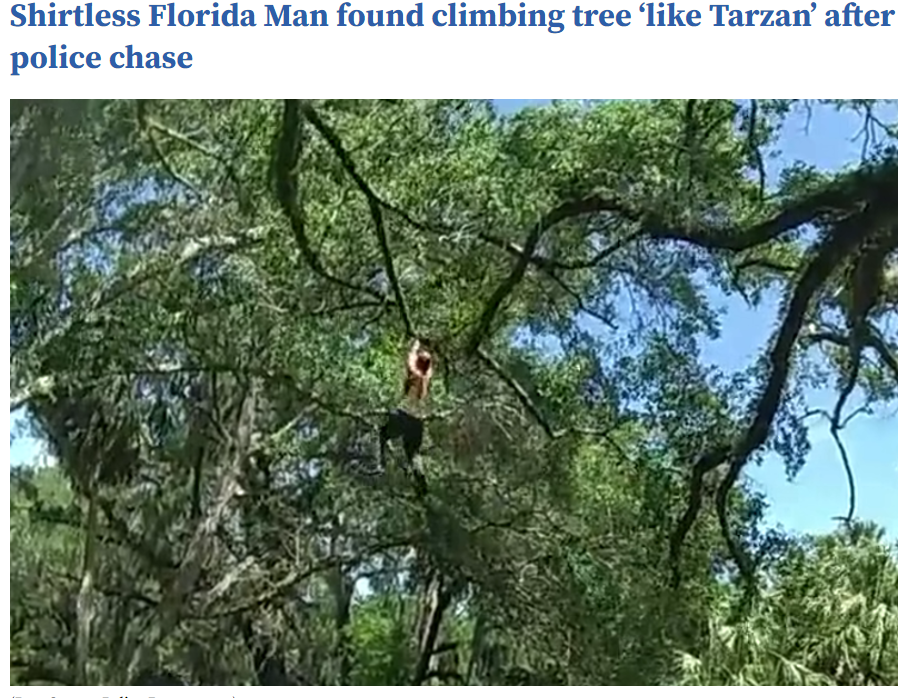 Shirtless Florida Man found climbing tree ‘like Tarzan’ after
police chase